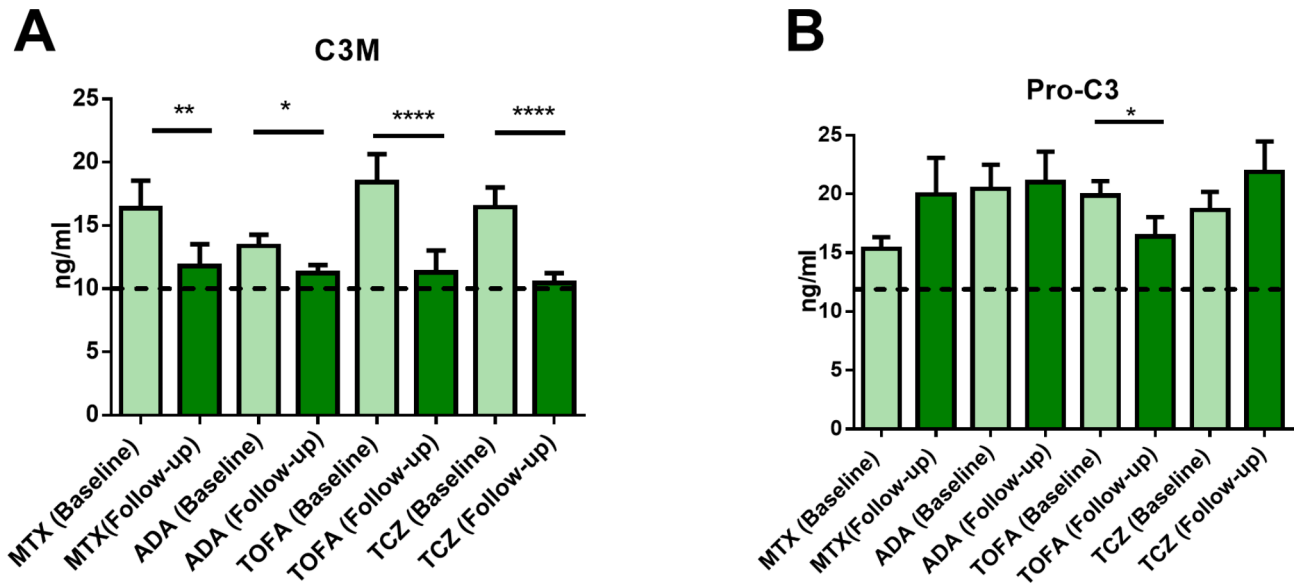 A
C3M
ng/ml
25
20
15
10
5
0
**
*
****
****
MTX (Baseline)
MTX(Follow-up)
ADA (Baseline)
ADA (Follow-up)
TOFA (Baseline)
TOFA (Follow-up)
TCZ (Baseline)
TCZ (Follow-up)
B
Pro-C3
ng/ml
25
20
15
10
5
0
*
MTX (Baseline)
MTX(Follow-up)
ADA (Baseline)
ADA (Follow-up)
TOFA (Baseline)
TOFA (Follow-up)
TCZ (Baseline)
TCZ (Follow-up)